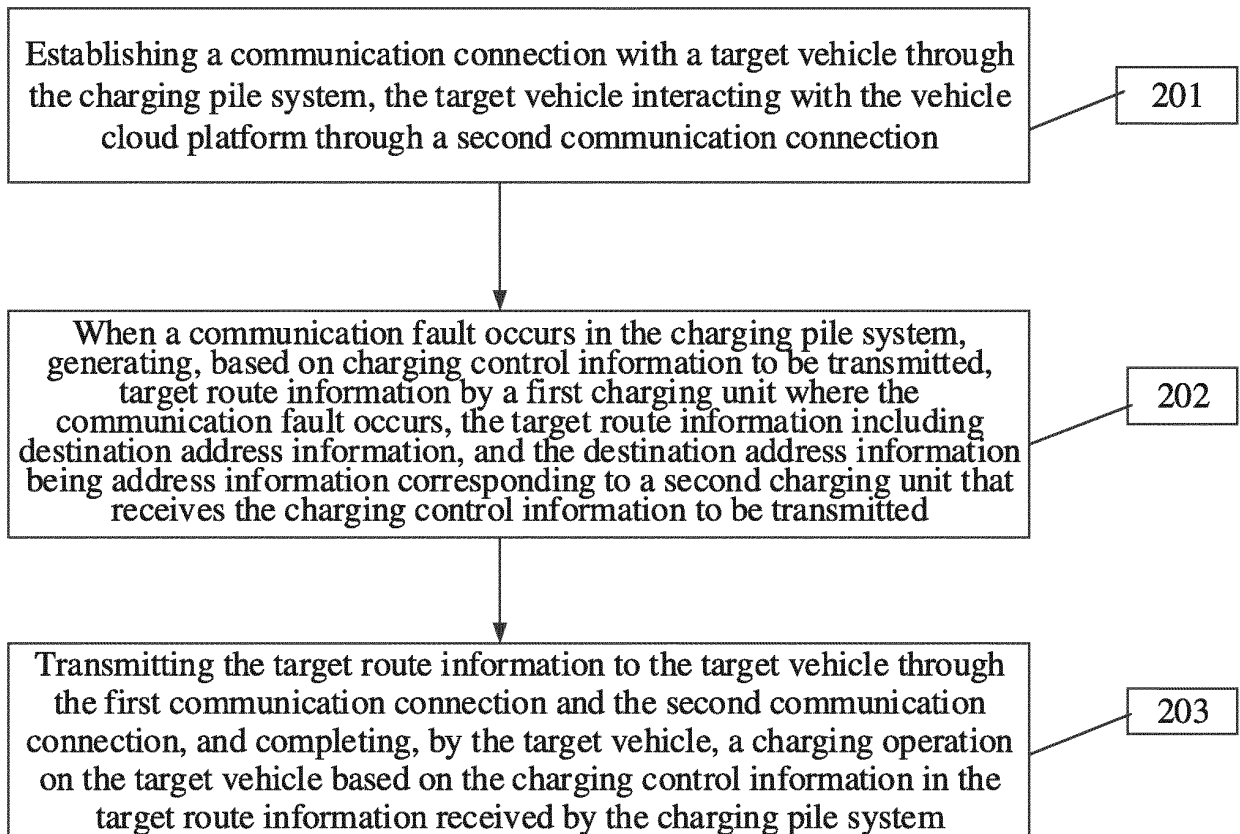 Establishing a communication connection with a target vehicle through
the charging pile system, the target vehicle interacting with the vehicle
cloud platform through a second communication connection
201
When a communication fault occurs in the charging pile system,
generating, based on charging control information to be transmitted,
target route information by a first charging unit where the
communication fault occurs, the target route information including
destination address information, and the destination address information
being address information corresponding to a second charging unit that
receives the charging control information to be transmitted
202
Transmitting the target route information to the target vehicle through
the first communication connection and the second communication
connection, and completing, by the target vehicle, a charging operation
on the target vehicle based on the charging control information in the
target route information received by the charging pile system
203